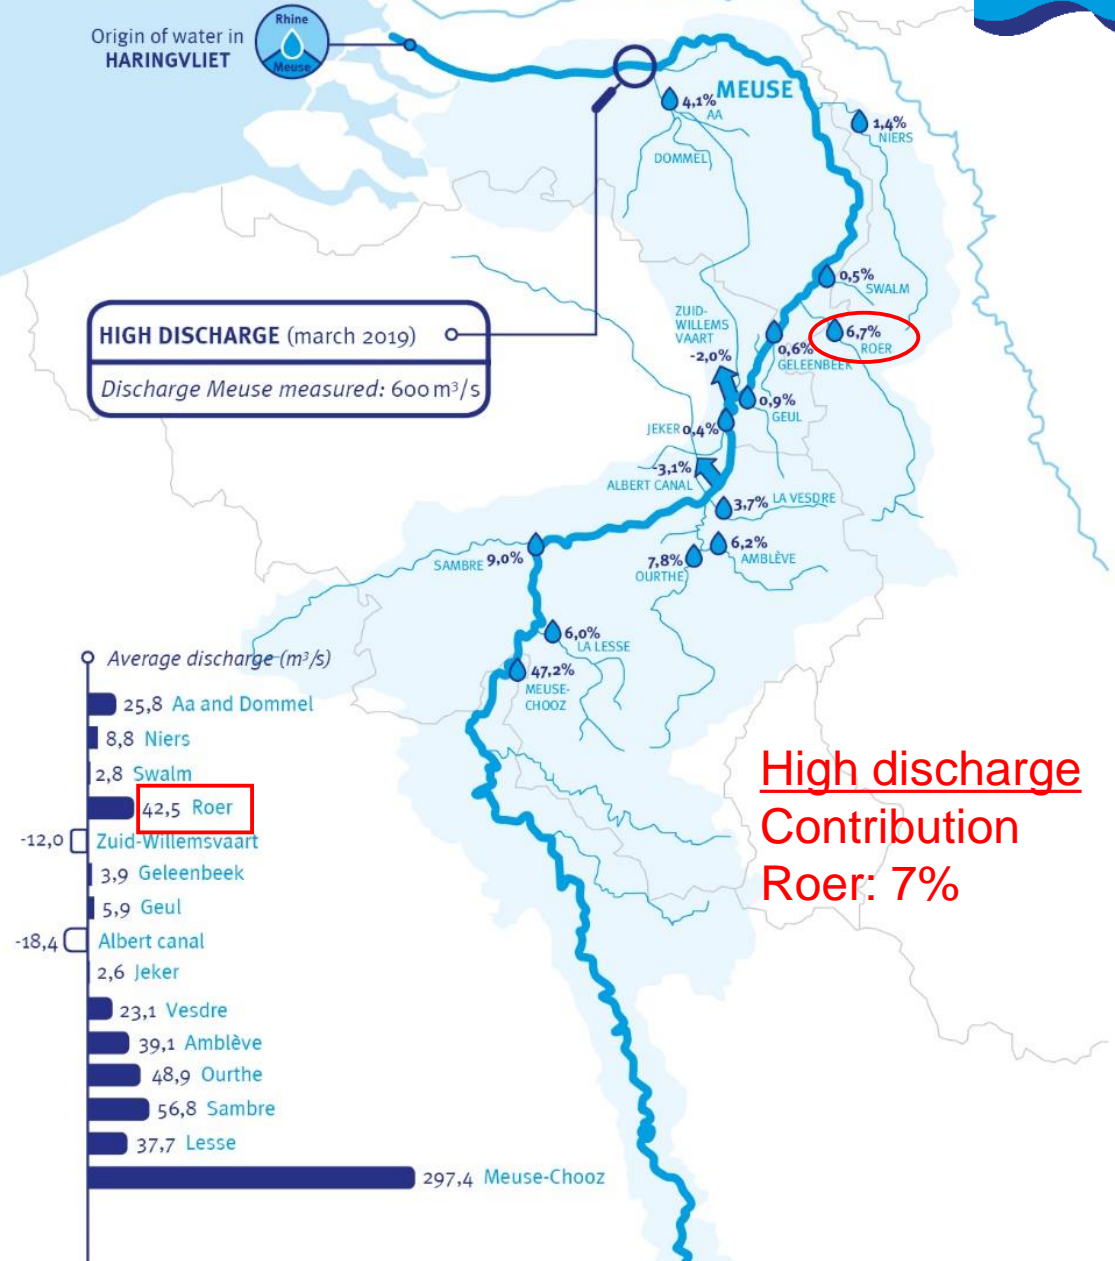 Origin of water in
HARINGVLIET
Rhine
Meuse
MEUSE
4,1%
AA
DOMMEL
1,4%
NIERS
0,5%
SWALM
ZUID-
WILLEMS
VAART
-2,0%
6,7%
ROER
0,6%
GELEENBEEK
HIGH DISCHARGE (march 2019)
Discharge Meuse measured: 600 m³/s
0,9%
GEUL
JEKER 0,4%
-3,1%
ALBERT CANAL
3,7% LA VESDRE
6,2%
AMBLÈVE
7,8%
OURTHE
SAMBRE 9,0%
6,0%
LA LESSE
47,2%
MEUSE-
CHOOZ
Average discharge (m³/s)
25,8 Aa and Dommel
8,8 Niers
2,8 Swalm
42,5 Roer
-12,0 Zuid-Willemsvaart
3,9 Geleenbeek
5,9 Geul
-18,4 Albert canal
2,6 Jeker
23,1 Vesdre
39,1 Amblève
48,9 Ourthe
56,8 Sambre
37,7 Lesse
297,4 Meuse-Chooz
High discharge
Contribution
Roer: 7%